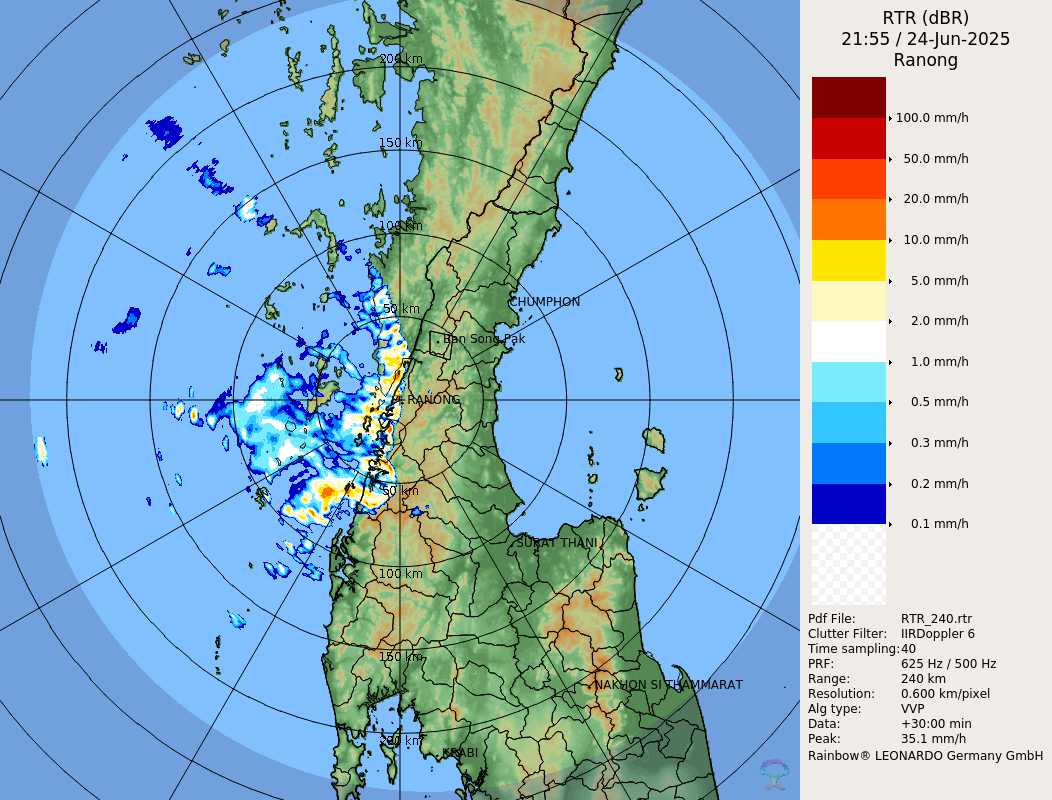 RTR (dBR)
21:55 / 24-Jun-2025
Ranong
100.0 mm/h
50.0 mm/h
20.0 mm/h
10.0 mm/h
5.0 mm/h
2.0 mm/h
1.0 mm/h
0.5 mm/h
0.3 mm/h
0.2 mm/h
0.1 mm/h
Pdf File: RTR_240.rtr
Clutter Filter: IIRDoppler 6
Time sampling:40
PRF: 625 Hz / 500 Hz
Range: 240 km
Resolution: 0.600 km/pixel
Alg type: VVP
Data: +30:00 min
Peak: 35.1 mm/h
Rainbow® LEONARDO Germany GmbH
200 km
150 km
100 km
50 km
CHUMPHON
Ban Song Pak
RANONG
50 km
SURAT THANI
100 km
150 km
NAKHON SI THAMMARAT
200 km
KRABI